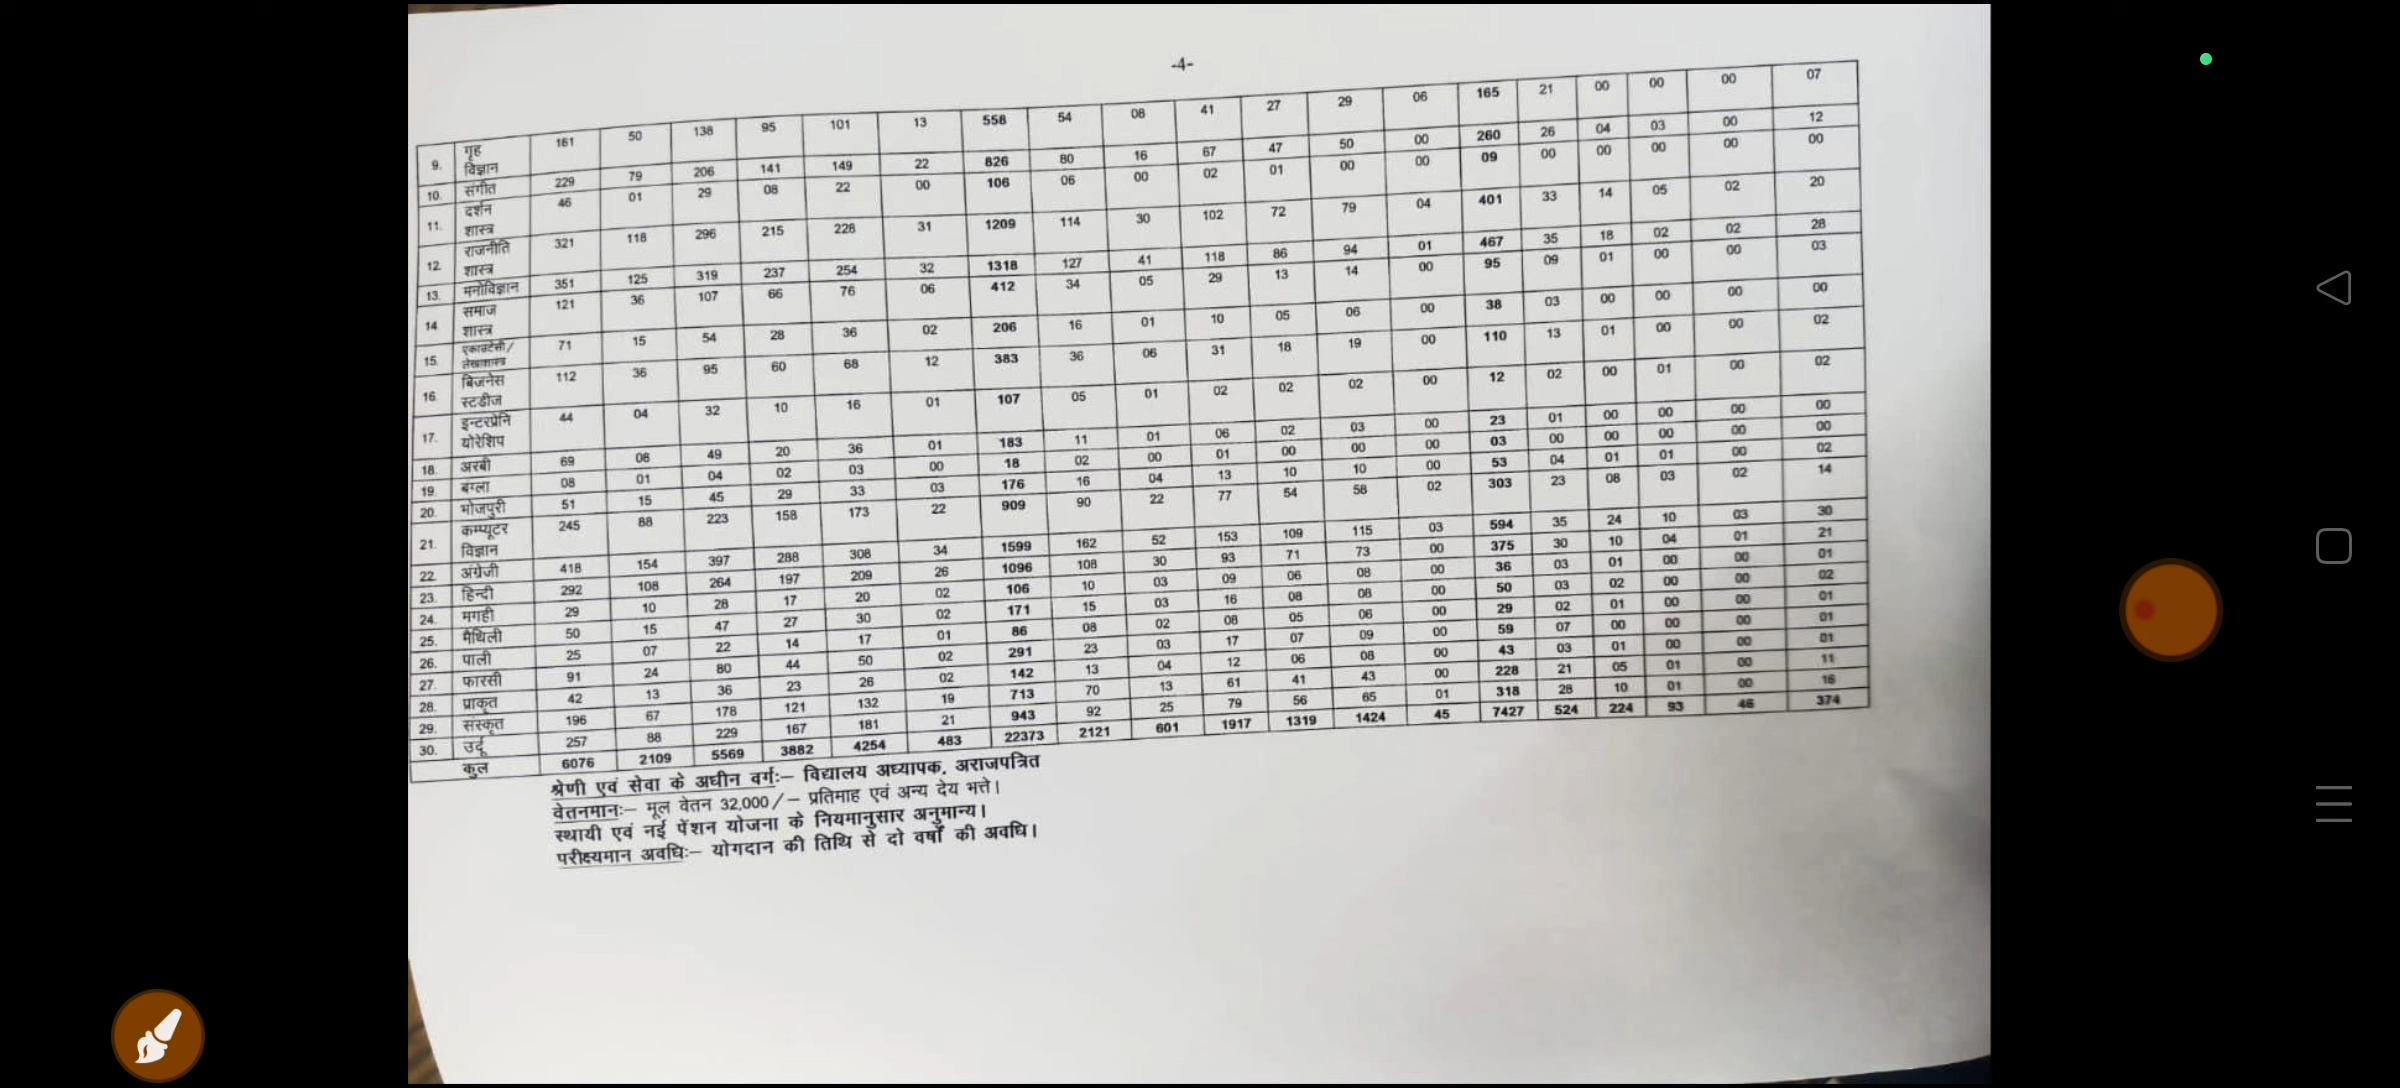 -4-
9. गृह विज्ञान 161 50 138 95 101 13 558 54 08 41 27 29 06 165 21 00 00 00 07
10. संगीत 229 79 206 141 149 22 826 80 16 67 47 50 00 260 26 04 03 00 12
11. दर्शन शास्त्र 46 01 29 08 22 00 106 06 00 02 01 00 00 09 00 00 00 00 00
12. राजनीति शास्त्र 321 118 296 215 228 31 1209 114 30 102 72 79 04 401 33 14 05 02 20
13. मनोविज्ञान 351 125 319 237 254 32 1318 127 41 118 86 94 01 467 35 18 02 02 28
14 समाज शास्त्र 121 36 107 66 76 06 412 34 05 29 13 14 00 95 09 01 00 00 03
15. एकाउंटेंसी/ लेखाशास्त्र 71 15 54 28 36 02 206 16 01 10 05 06 00 38 03 00 00 00 00
16. बिजनेस स्टडीज 112 36 95 60 68 12 383 36 06 31 18 19 00 110 13 01 00 00 02
17. इन्टरप्रेनियोरेशिप 44 04 32 10 16 01 107 05 01 02 02 02 00 12 02 00 01 00 02
18. अरबी 69 08 49 20 36 01 183 11 01 06 02 03 00 23 01 00 00 00 00
19. बंग्ला 08 01 04 02 03 00 18 02 00 01 00 00 00 03 00 00 00 00 00
20. भोजपुरी 51 15 45 29 33 03 176 16 04 13 10 10 00 53 04 01 01 00 02
21. कम्प्यूटर विज्ञान 245 88 223 158 173 22 909 90 22 77 54 58 02 303 23 08 03 02 14
22. अंग्रेजी 418 154 397 288 308 34 1599 162 52 153 109 115 03 594 35 24 10 03 30
23. हिन्दी 292 108 264 197 209 26 1096 108 30 93 71 73 00 375 30 10 04 01 21
24. मगही 29 10 28 17 20 02 106 10 03 09 06 08 00 36 03 01 00 00 01
25. मैथिली 50 15 47 27 30 02 171 15 03 16 08 08 00 50 03 02 00 00 02
26. पाली 25 07 22 14 17 01 86 08 02 08 05 06 00 29 02 01 00 00 01
27. फारसी 91 24 80 44 50 02 291 23 03 17 07 09 00 59 07 00 00 00 01
28. प्राकृत 42 13 36 23 26 02 142 13 04 12 06 08 00 43 03 01 00 00 01
29. संस्कृत 196 67 178 121 132 19 713 70 13 61 41 43 00 228 21 05 01 00 11
30. उर्दू 257 88 229 167 181 21 943 92 25 79 56 65 01 318 28 10 01 00 16
कुल 6076 2109 5569 3882 4254 483 22373 2121 601 1917 1319 1424 45 7427 524 224 93 46 374
श्रेणी एवं सेवा के अधीन वर्ग:– विद्यालय अध्यापक, अराजपत्रित
वेतनमान:– मूल वेतन 32,000/– प्रतिमाह एवं अन्य देय भत्ते।
स्थायी एवं नई पेंशन योजना के नियमानुसार अनुमान्य।
परीक्ष्यमान अवधि:– योगदान की तिथि से दो वर्षों की अवधि।